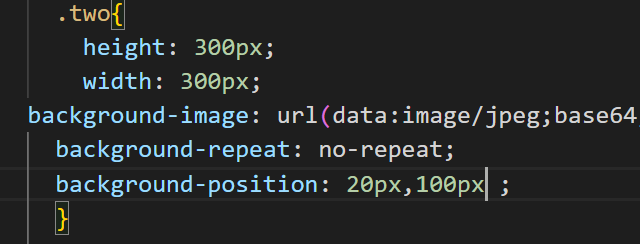 .two{
height: 300px;
width: 300px;
background-image: url(data:image/jpeg;base64
background-repeat: no-repeat;
background-position: 20px,100px ;
}